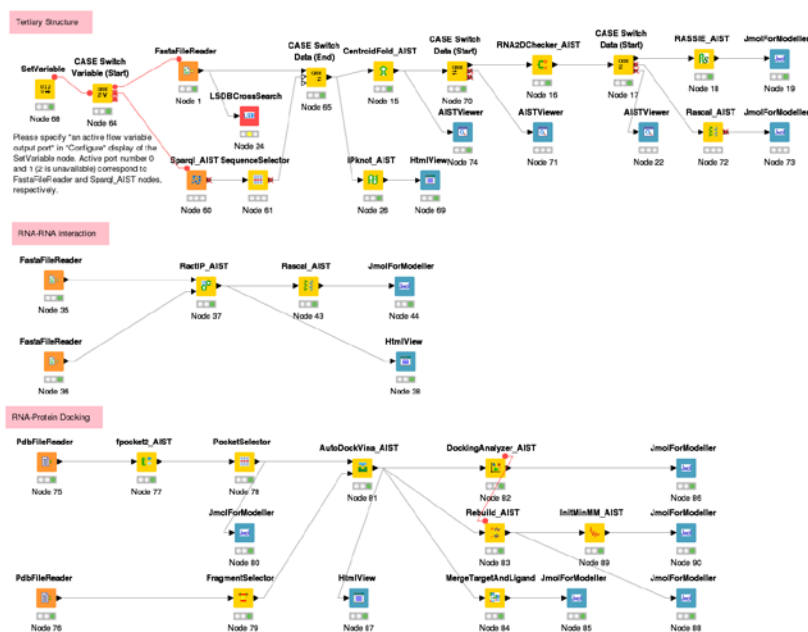 Tertiary Structure
SetVariable
Node 68
CASE Switch
Variable (Start)
Node 64
FastaFileReader
Node 1
LSDBCrossSearch
Node 24
CASE Switch
Data (End)
Node 65
CentroidFold_AIST
Node 15
CASE Switch
Data (Start)
Node 70
RNA2DChecker_AIST
Node 16
CASE Switch
Data (Start)
Node 17
RASSIE_AIST
Node 18
JmolForModeller
Node 19
AISTViewer
Node 74
AISTViewer
Node 71
AISTViewer
Node 22
Rascal_AIST
Node 72
JmolForModeller
Node 73
Please specify "an active flow variable
output port" in "Configure" display of the
SetVariable node. Active port number 0
and 1 (2 is unavailable) correspond to
FastaFileReader and Sparql_AIST nodes,
respectively.
Sparql_AIST
Node 60
SequenceSelector
Node 61
IPknot_AIST
Node 26
HtmlView
Node 69
RNA-RNA interaction
FastaFileReader
Node 35
RactIP_AIST
Node 37
Rascal_AIST
Node 43
JmolForModeller
Node 44
FastaFileReader
Node 36
HtmlView
Node 38
RNA-Protein Docking
PdbFileReader
Node 75
fpocket2_AIST
Node 77
PocketSelector
Node 78
AutoDockVina_AIST
Node 81
DockingAnalyzer_AIST
Node 82
JmolForModeller
Node 86
JmolForModeller
Node 80
Rebuild_AIST
Node 83
InitMinMM_AIST
Node 89
JmolForModeller
Node 90
PdbFileReader
Node 76
FragmentSelector
Node 79
HtmlView
Node 87
MergeTargetAndLigand
Node 84
JmolForModeller
Node 85
JmolForModeller
Node 88